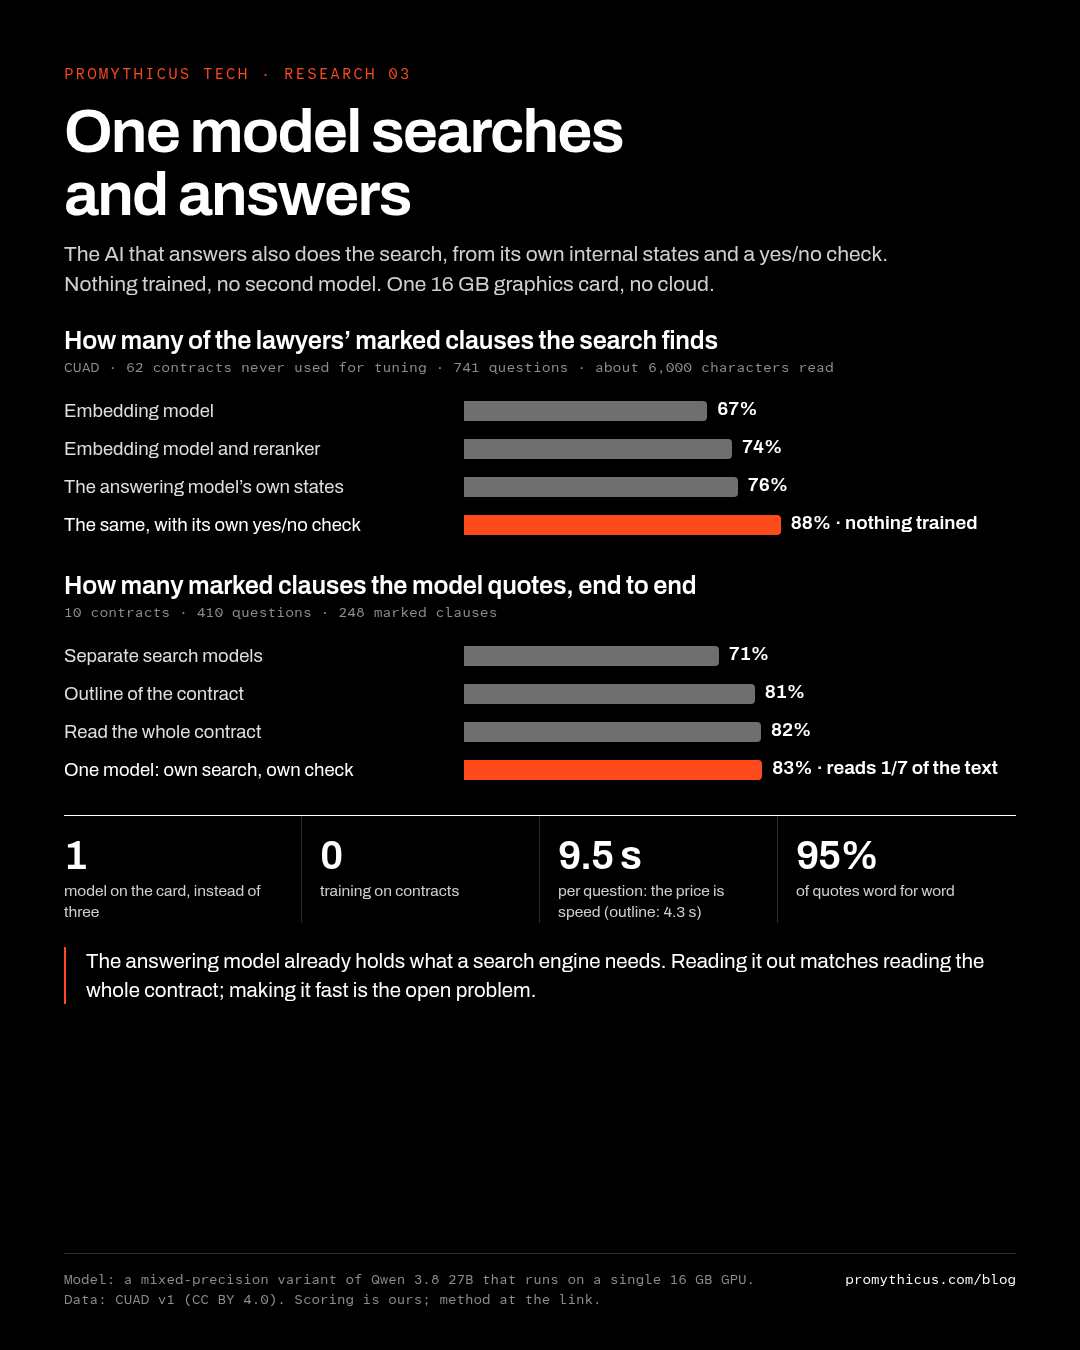 PROMYTHICUS TECH · RESEARCH 03
One model searches
and answers
The AI that answers also does the search, from its own internal states and a yes/no check.
Nothing trained, no second model. One 16 GB graphics card, no cloud.
How many of the lawyers’ marked clauses the search finds
CUAD · 62 contracts never used for tuning · 741 questions · about 6,000 characters read
Embedding model 67%
Embedding model and reranker 74%
The answering model’s own states 76%
The same, with its own yes/no check 88% · nothing trained
How many marked clauses the model quotes, end to end
10 contracts · 410 questions · 248 marked clauses
Separate search models 71%
Outline of the contract 81%
Read the whole contract 82%
One model: own search, own check 83% · reads 1/7 of the text
1
model on the card, instead of
three
0
training on contracts
9.5 s
per question: the price is
speed (outline: 4.3 s)
95%
of quotes word for word
The answering model already holds what a search engine needs. Reading it out matches reading the
whole contract; making it fast is the open problem.
Model: a mixed-precision variant of Qwen 3.8 27B that runs on a single 16 GB GPU.
Data: CUAD v1 (CC BY 4.0). Scoring is ours; method at the link.
promythicus.com/blog